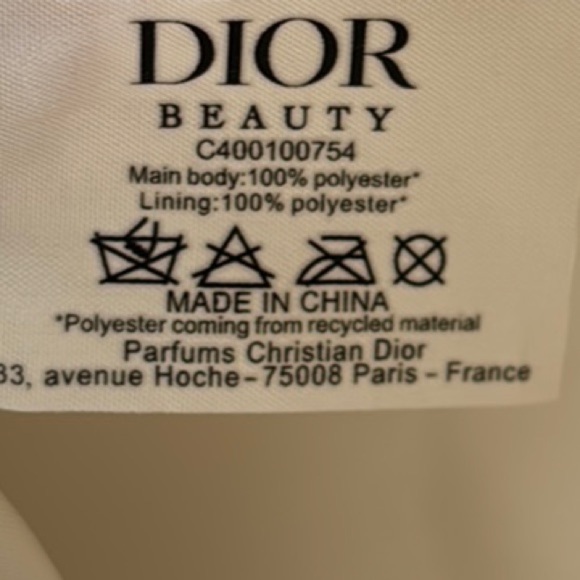 DIOR
BEAUTY
C400100754
Main body:100% polyester*
Lining:100% polyester*
MADE IN CHINA
*Polyester coming from recycled material
Parfums Christian Dior
33, avenue Hoche-75008 Paris - France